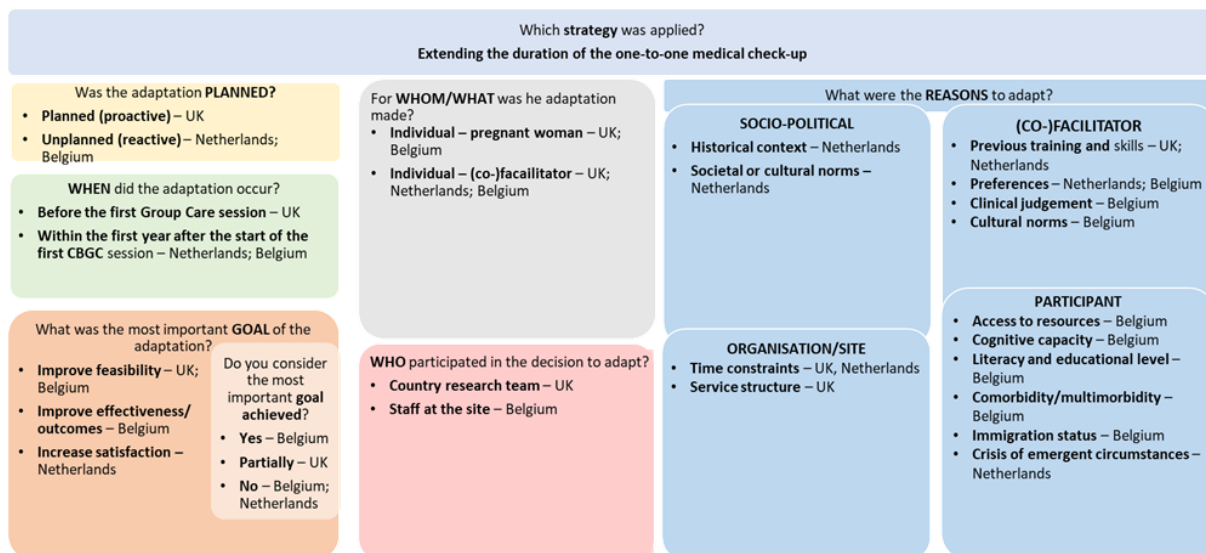 Which strategy was applied?
Extending the duration of the one-to-one medical check-up
Was the adaptation PLANNED?
• Planned (proactive) – UK
• Unplanned (reactive) – Netherlands;
Belgium
WHEN did the adaptation occur?
• Before the first Group Care session – UK
• Within the first year after the start of the
first CBGC session – Netherlands; Belgium
What was the most important GOAL of the
adaptation?
• Improve feasibility – UK;
Belgium
• Improve effectiveness/
outcomes – Belgium
• Increase satisfaction –
Netherlands
Do you consider
the most
important goal
achieved?
• Yes – Belgium
• Partially – UK
• No – Belgium;
Netherlands
For WHOM/WHAT was he adaptation
made?
• Individual – pregnant woman – UK;
Belgium
• Individual – (co-)facailitator – UK;
Netherlands; Belgium
WHO participated in the decision to adapt?
• Country research team – UK
• Staff at the site – Belgium
What were the REASONS to adapt?
SOCIO-POLITICAL
• Historical context – Netherlands
• Societal or cultural norms –
Netherlands
(CO-)FACILITATOR
• Previous training and skills – UK;
Netherlands
• Preferences – Netherlands; Belgium
• Clinical judgement – Belgium
• Cultural norms – Belgium
ORGANISATION/SITE
• Time constraints – UK, Netherlands
• Service structure – UK
PARTICIPANT
• Access to resources – Belgium
• Cognitive capacity – Belgium
• Literacy and educational level –
Belgium
• Comorbidity/multimorbidity –
Belgium
• Immigration status – Belgium
• Crisis of emergent circumstances –
Netherlands